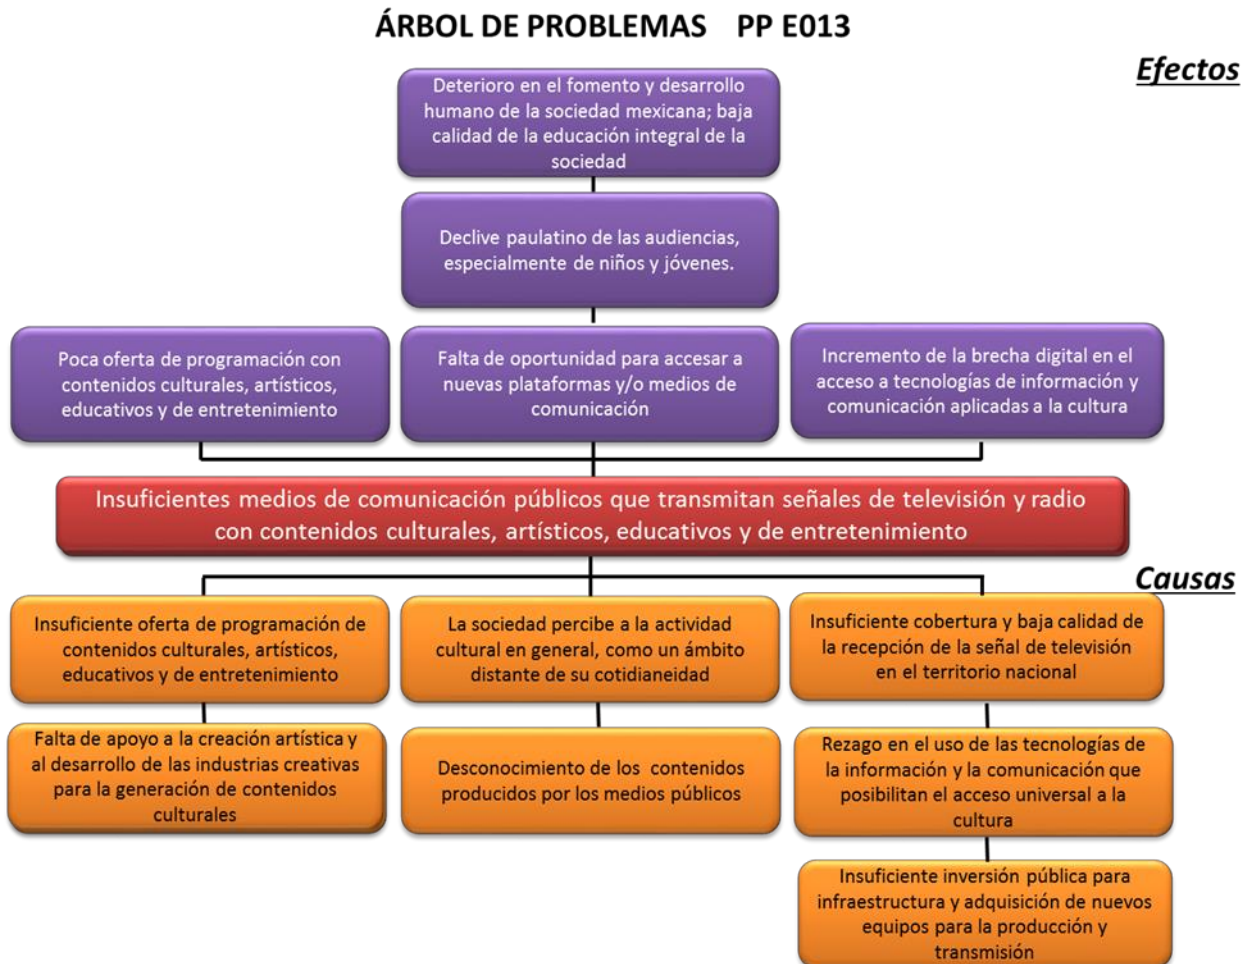 ÁRBOL DE PROBLEMAS PP E013
Efectos
Deterioro en el fomento y desarrollo
humano de la sociedad mexicana; baja
calidad de la educación integral de la
sociedad
Declive paulatino de las audiencias,
especialmente de niños y jóvenes.
Poca oferta de programación con
contenidos culturales, artísticos,
educativos y de entretenimiento
Falta de oportunidad para accesar a
nuevas plataformas y/o medios de
comunicación
Incremento de la brecha digital en el
acceso a tecnologías de información y
comunicación aplicadas a la cultura
Insuficientes medios de comunicación públicos que transmitan señales de televisión y radio
con contenidos culturales, artísticos, educativos y de entretenimiento
Causas
Insuficiente oferta de programación de
contenidos culturales, artísticos,
educativos y de entretenimiento
La sociedad percibe a la actividad
cultural en general, como un ámbito
distante de su cotidianeidad
Insuficiente cobertura y baja calidad de
la recepción de la señal de televisión
en el territorio nacional
Falta de apoyo a la creación artística y
al desarrollo de las industrias creativas
para la generación de contenidos
culturales
Desconocimiento de los contenidos
producidos por los medios públicos
Rezago en el uso de las tecnologías de
la información y la comunicación que
posibilitan el acceso universal a la
cultura
Insuficiente inversión pública para
infraestructura y adquisición de nuevos
equipos para la producción y
transmisión